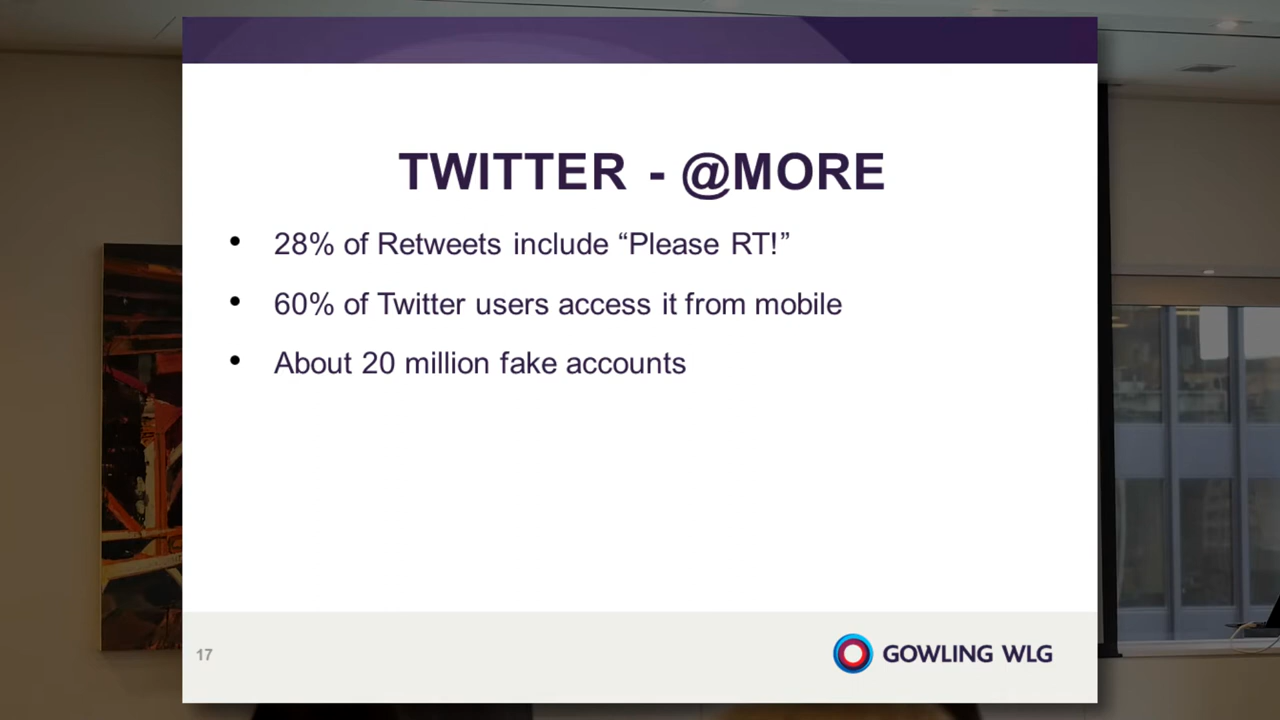 TWITTER - @MORE
• 28% of Retweets include “Please RT!”
• 60% of Twitter users access it from mobile
• About 20 million fake accounts
17
GOWLING WLG